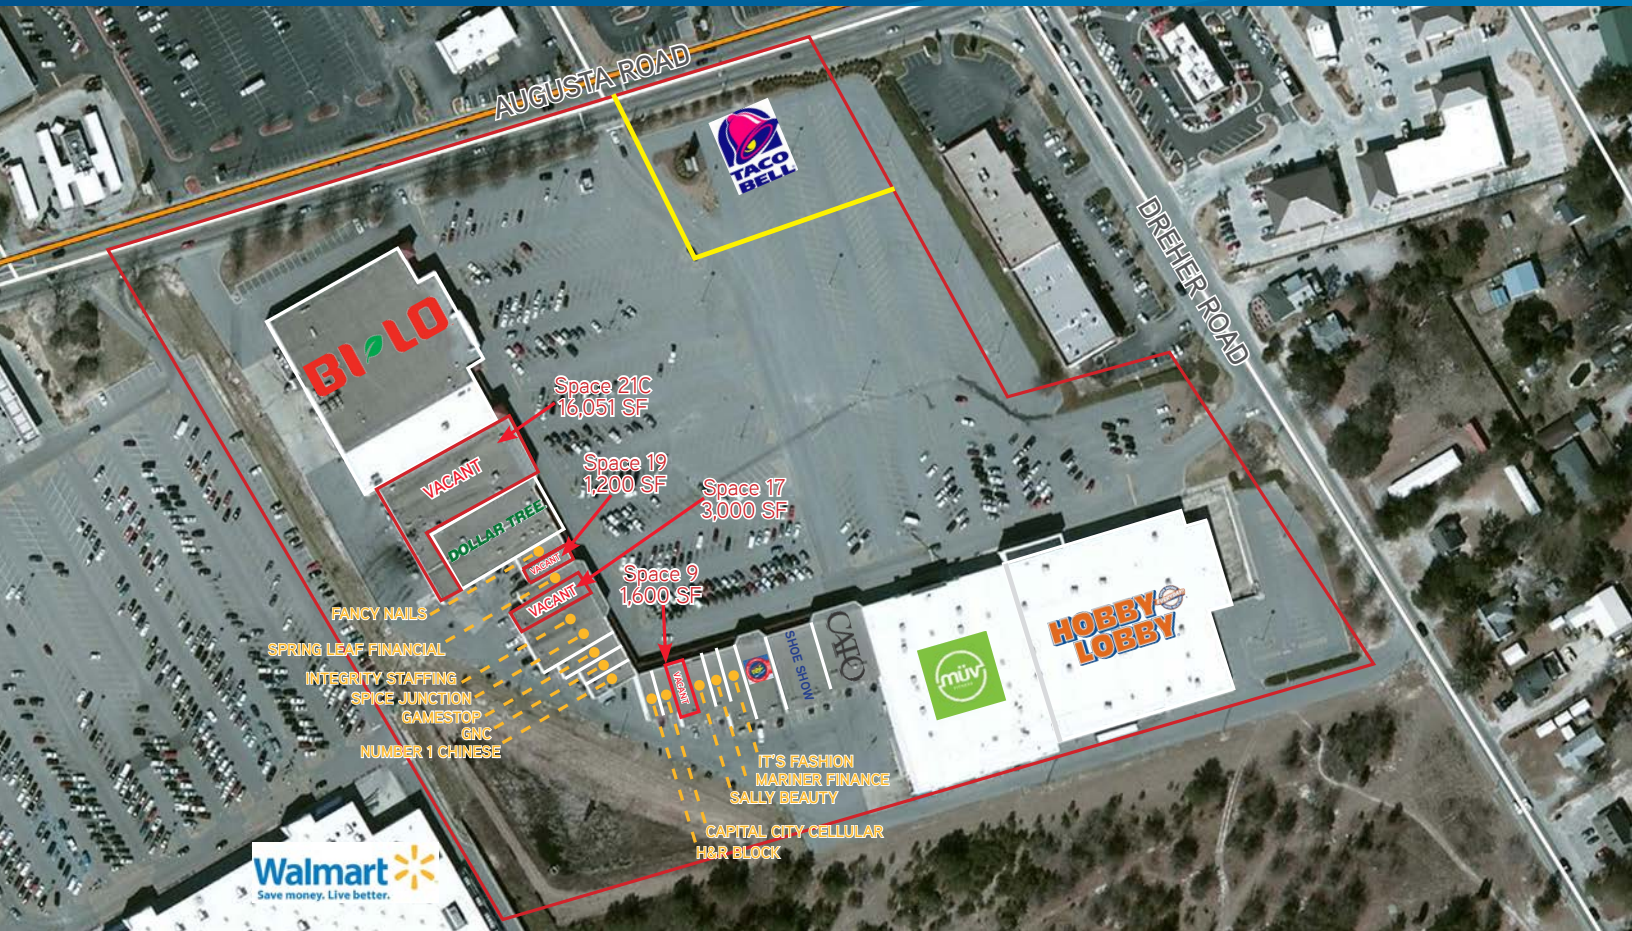 AUGUSTA ROAD
TACO
BELL
DREHER ROAD
BI-LO
Space 21C
16,051 SF
VACANT
Space 19
1,200 SF
Space 17
3,000 SF
DOLLAR TREE
VACANT
VACANT
Space 9
1,600 SF
FANCY NAILS
SPRING LEAF FINANCIAL
INTEGRITY STAFFING
SPICE JUNCTION
GAMESTOP
GNC
NUMBER 1 CHINESE
VACANT
SHOE SHOW
CATO
müv
HOBBY
LOBBY
IT'S FASHION
MARINER FINANCE
SALLY BEAUTY
CAPITAL CITY CELLULAR
H&R BLOCK
Walmart
Save money. Live better.